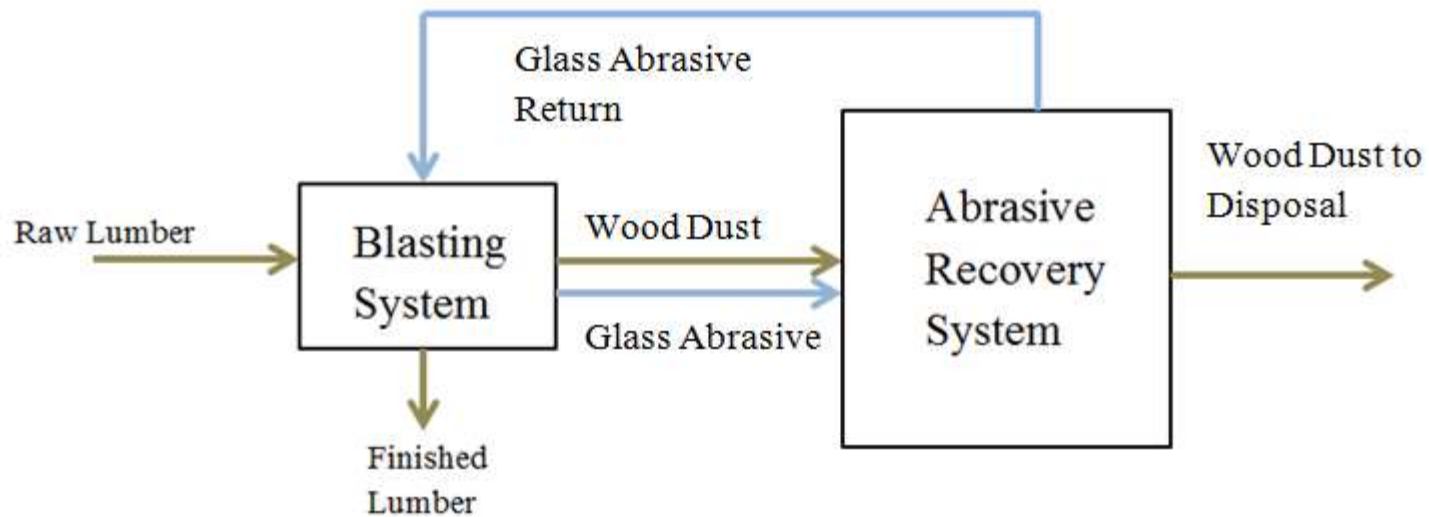 Glass Abrasive
Return
Raw Lumber
Blasting
System
Wood Dust
Glass Abrasive
Finished
Lumber
Abrasive
Recovery
System
Wood Dust to
Disposal